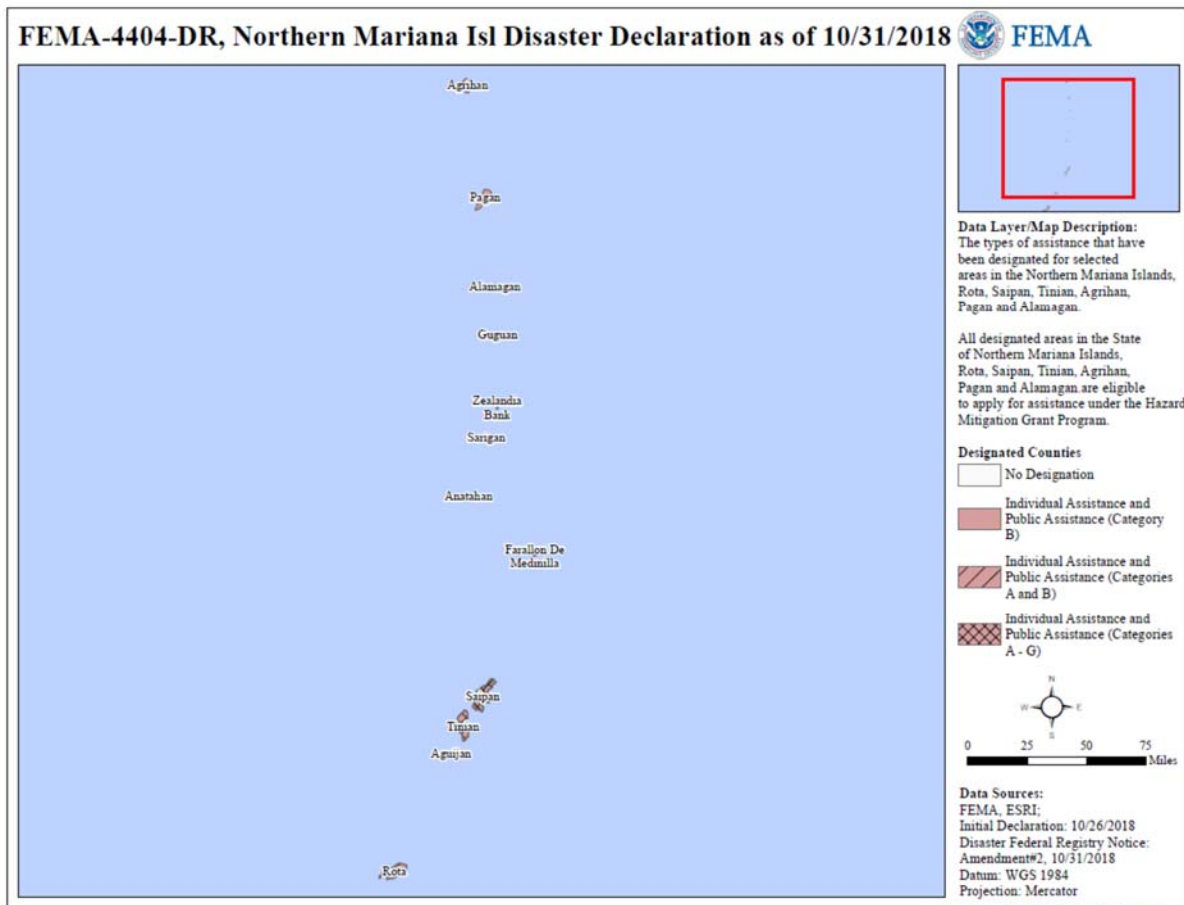 FEMA-4404-DR, Northern Mariana Isl Disaster Declaration as of 10/31/2018
FEMA
Agrihan
Pagan
Alamagan
Guguan
Zealandia
Bank
Sarigan
Anatahan
Farallon De
Medinilla
Saipan
Tinian
Aguijan
Rota
Data Layer/Map Description:
The types of assistance that have
been designated for selected
areas in the Northern Mariana Islands,
Rota, Saipan, Tinian, Agrihan,
Pagan and Alamagan.
All designated areas in the State
of Northern Mariana Islands,
Rota, Saipan, Tinian, Agrihan,
Pagan and Alamagan.are eligible
to apply for assistance under the Hazard
Mitigation Grant Program.
Designated Counties
No Designation
Individual Assistance and
Public Assistance (Category
B)
Individual Assistance and
Public Assistance (Categories
A and B)
Individual Assistance and
Public Assistance (Categories
A - G)
N
W E
S
0 25 50 75
Miles
Data Sources:
FEMA, ESRI;
Initial Declaration: 10/26/2018
Disaster Federal Registry Notice:
Amendment#2, 10/31/2018
Datum: WGS 1984
Projection: Mercator